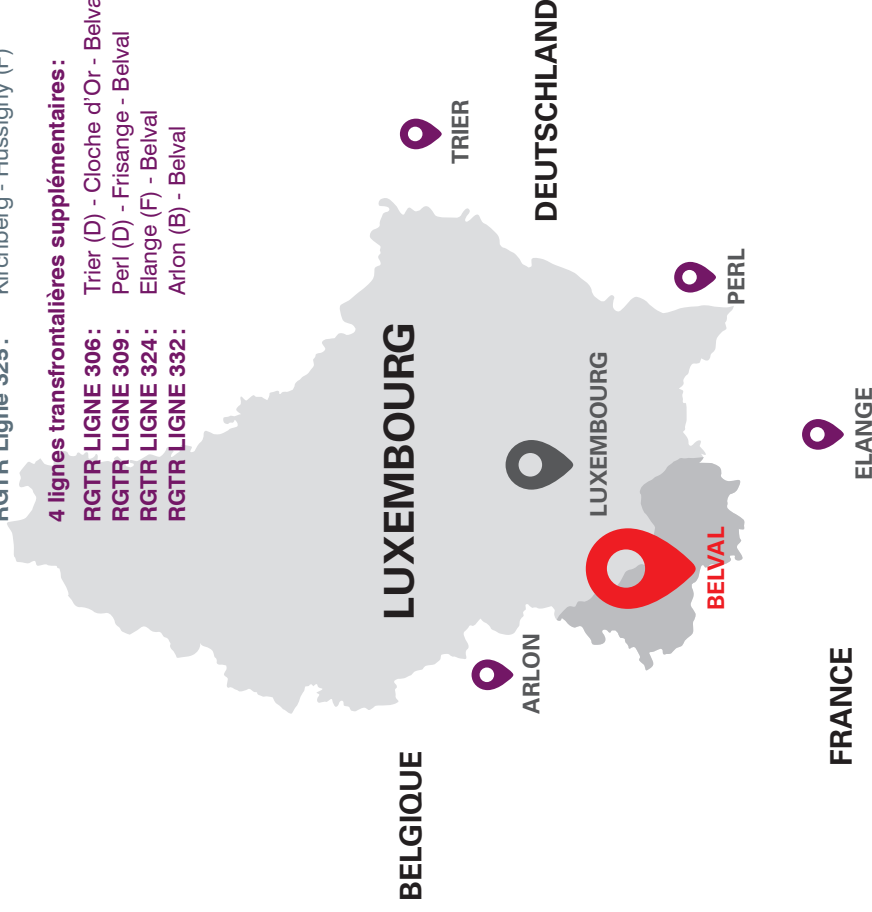 RGTR Ligne 325 : Kirchberg - Hussigny (F)
4 lignes transfrontalières supplémentaires :
RGTR LIGNE 306 : Trier (D) - Cloche d’Or - Belva
RGTR LIGNE 309 : Perl (D) - Frisange - Belval
RGTR LIGNE 324 : Elange (F) - Belval
RGTR LIGNE 332 : Arlon (B) - Belval
LUXEMBOURG
TRIER
BELGIQUE
DEUTSCHLAND
ARLON
LUXEMBOURG
BELVAL
PERL
FRANCE
ELANGE